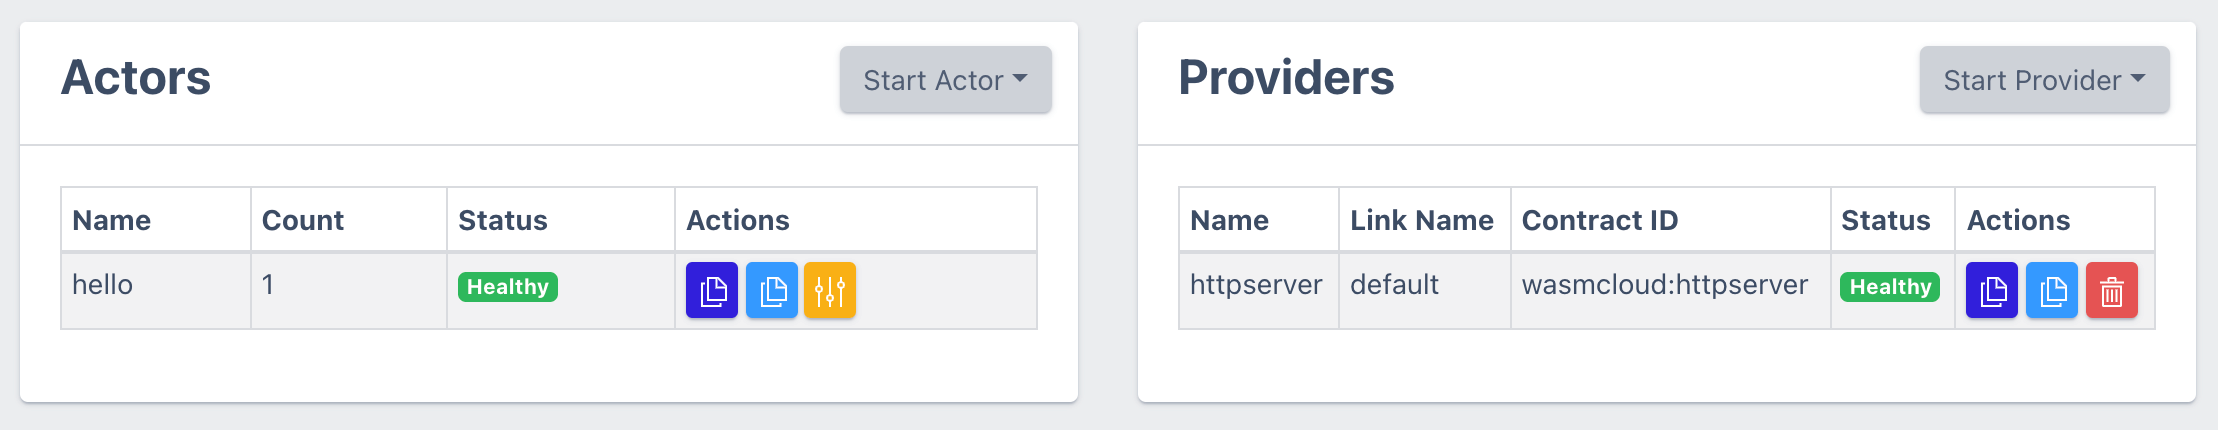 Actors
Start Actor
Name Count Status Actions
hello 1 Healthy
Providers
Start Provider
Name Link Name Contract ID Status Actions
httpserver default wasmcloud:httpserver Healthy